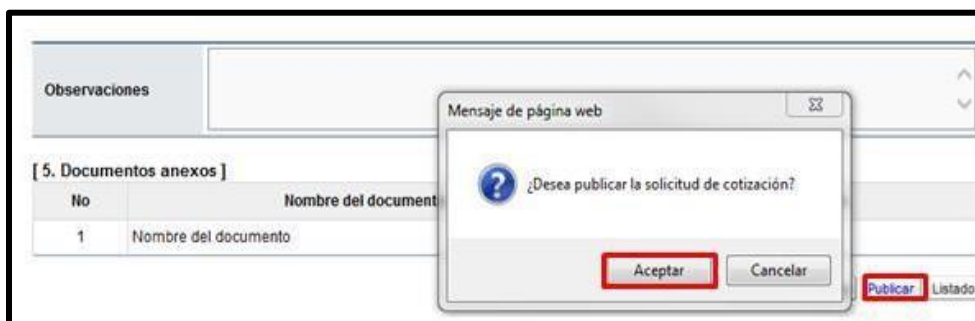 Observaciones
Mensaje de página web
¿Desea publicar la solicitud de cotización?
Aceptar Cancelar
[ 5. Documentos anexos ]
No Nombre del document
1 Nombre del documento
Publicar Listado